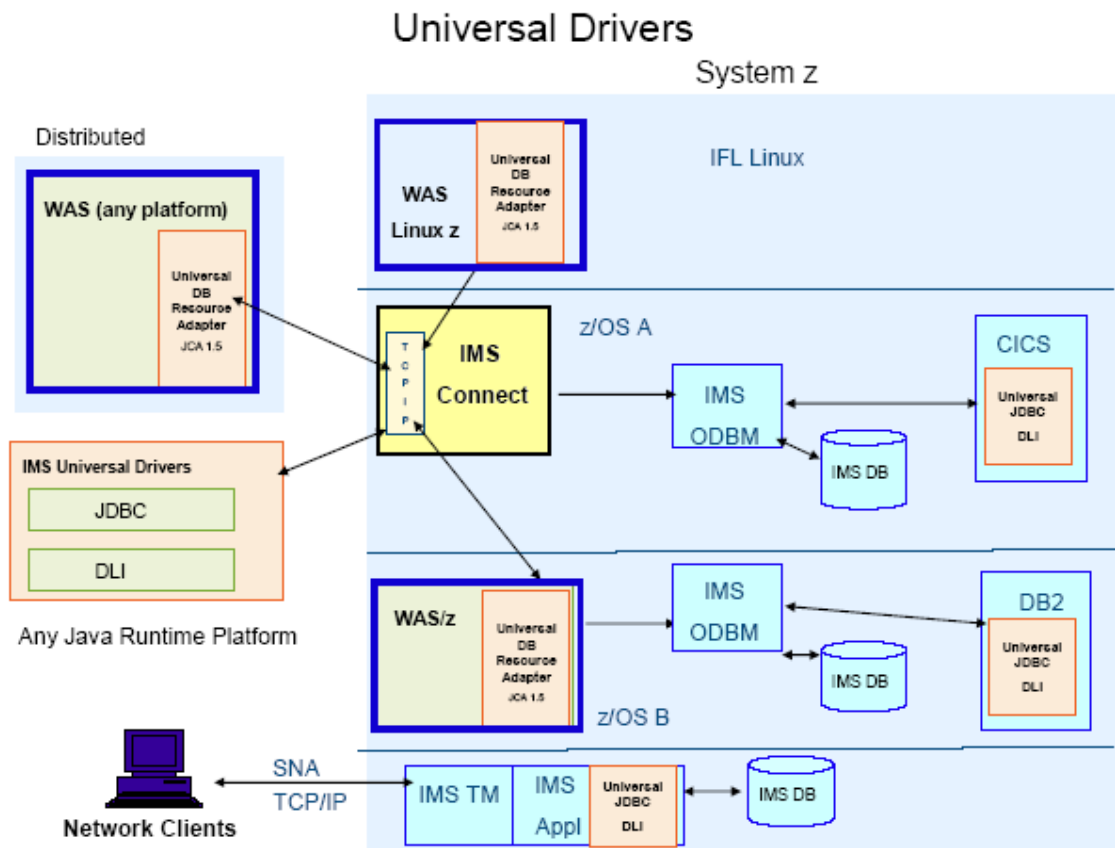 Universal Drivers
System z
Distributed
WAS (any platform)
Universal
DB
Resource
Adapter
JCA 1.5
WAS
Linux z
Universal
DB
Resource
Adapter
JCA 1.5
IFL Linux
TCPIP
IMS
Connect
z/OS A
IMS
ODBM
IMS DB
CICS
Universal
JDBC
DLI
IMS Universal Drivers
JDBC
DLI
Any Java Runtime Platform
WAS/z
Universal
DB
Resource
Adapter
JCA 1.5
IMS
ODBM
IMS DB
z/OS B
DB2
Universal
JDBC
DLI
Network Clients
SNA
TCP/IP
IMS TM
IMS
Appl
Universal
JDBC
DLI
IMS DB